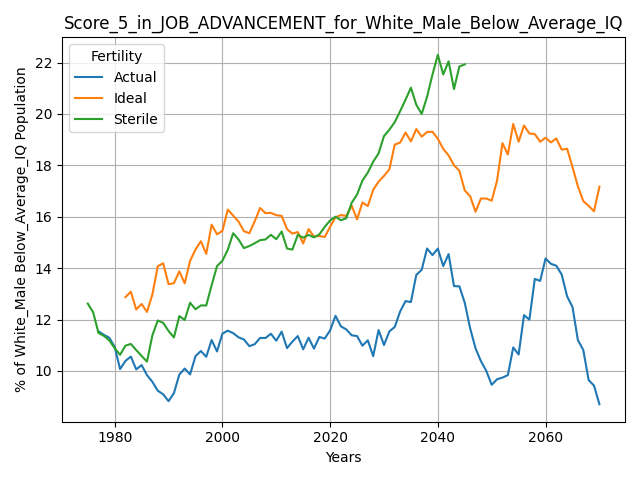 Score_5_in_JOB_ADVANCEMENT_for_White_Male_Below_Average_IQ
Fertility
Actual
Ideal
Sterile
% of White_Male Below_Average_IQ Population
22
20
18
16
14
12
10
1980 2000 2020 2040 2060
Years